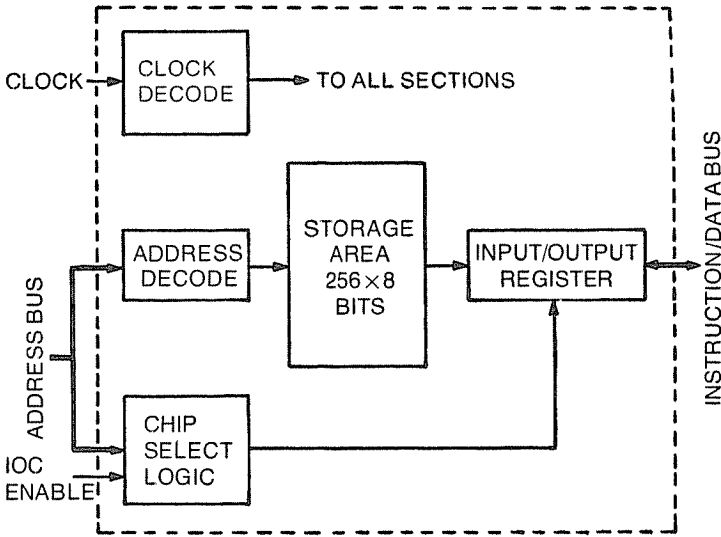 CLOCK
CLOCK
DECODE
TO ALL SECTIONS
STORAGE
AREA
256×8
BITS
ADDRESS
DECODE
INPUT/OUTPUT
REGISTER
INSTRUCTION/DATA BUS
ADDRESS BUS
CHIP
SELECT
LOGIC
IOC
ENABLE